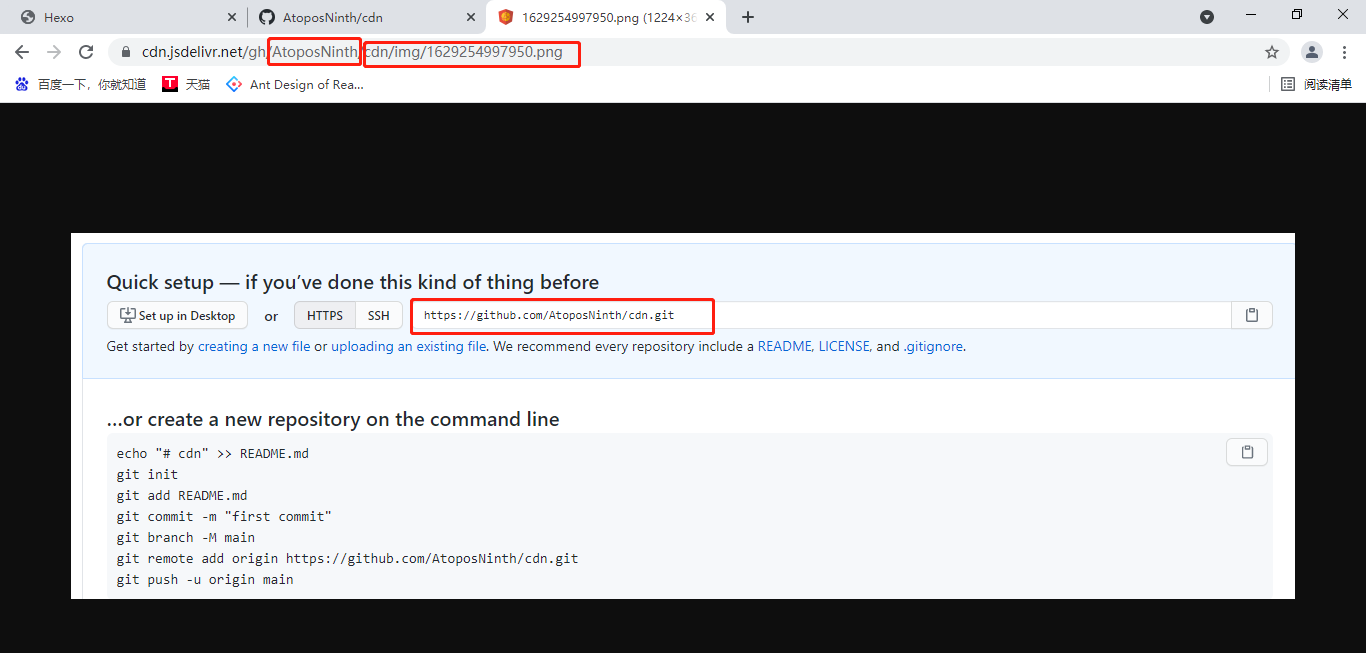 Hexo
AtoposNinth/cdn
1629254997950.png (1224×36
cdn.jsdelivr.net/gh/AtoposNinth/cdn/img/1629254997950.png
百度一下，你就知道
T 天猫
Ant Design of Rea...
阅读清单
Quick setup — if you’ve done this kind of thing before
Set up in Desktop or HTTPS SSH https://github.com/AtoposNinth/cdn.git
Get started by creating a new file or uploading an existing file. We recommend every repository include a README, LICENSE, and .gitignore.
...or create a new repository on the command line
echo "# cdn" >> README.md
git init
git add README.md
git commit -m "first commit"
git branch -M main
git remote add origin https://github.com/AtoposNinth/cdn.git
git push -u origin main